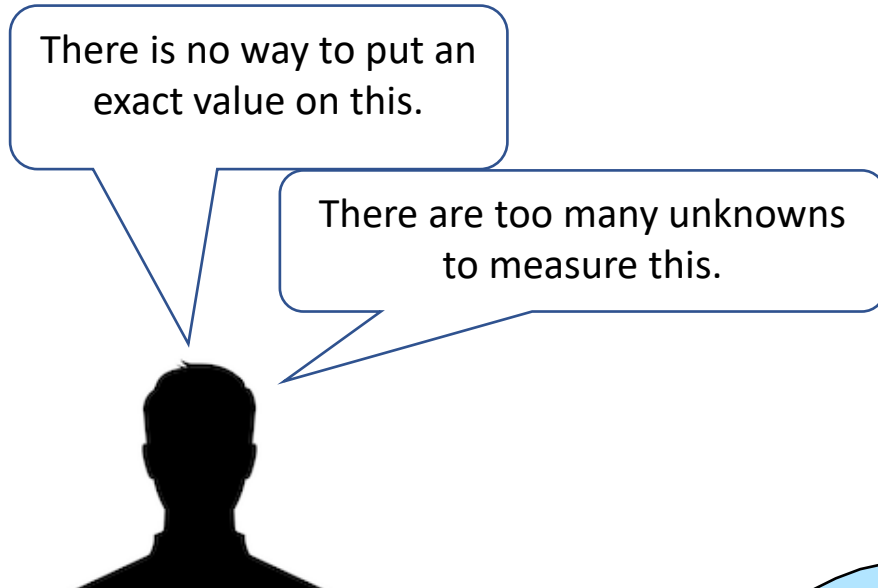 There is no way to put an
exact value on this.
There are too many unknowns
to measure this.